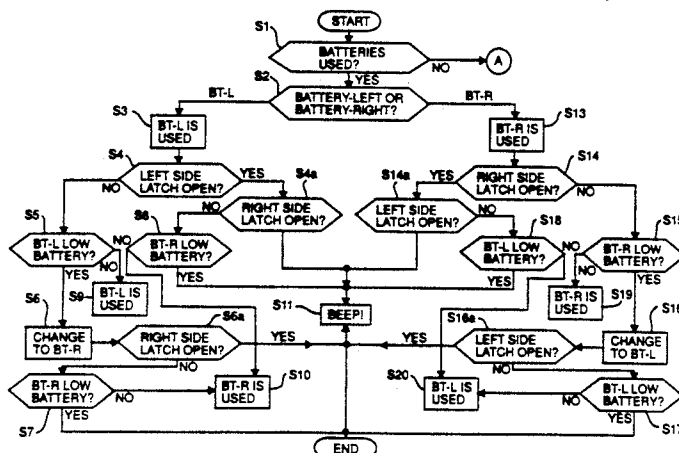 START
S1
BATTERIES
USED?
NO
A
YES
S2
BATTERY-LEFT OR
BATTERY-RIGHT?
BT-L
BT-R
S3
BT-L IS
USED
S13
BT-R IS
USED
S4
LEFT SIDE
LATCH OPEN?
YES
NO
S4a
RIGHT SIDE
LATCH OPEN?
NO
S14a
LEFT SIDE
LATCH OPEN?
NO
S14
RIGHT SIDE
LATCH OPEN?
YES
NO
S5
BT-L LOW
BATTERY?
NO
YES
S8
BT-R LOW
BATTERY?
NO
YES
S18
BT-L LOW
BATTERY?
NO
YES
S15
BT-R LOW
BATTERY?
NO
YES
S9
BT-L IS
USED
S11
BEEP!
BT-R IS
USED
S19
S6
CHANGE
TO BT-R
S6a
RIGHT SIDE
LATCH OPEN?
YES
NO
S16a
LEFT SIDE
LATCH OPEN?
YES
NO
S16
CHANGE
TO BT-L
S7
BT-R LOW
BATTERY?
NO
YES
BT-R IS
USED
S10
S20
BT-L IS
USED
BT-L LOW
BATTERY?
NO
YES
S17
END